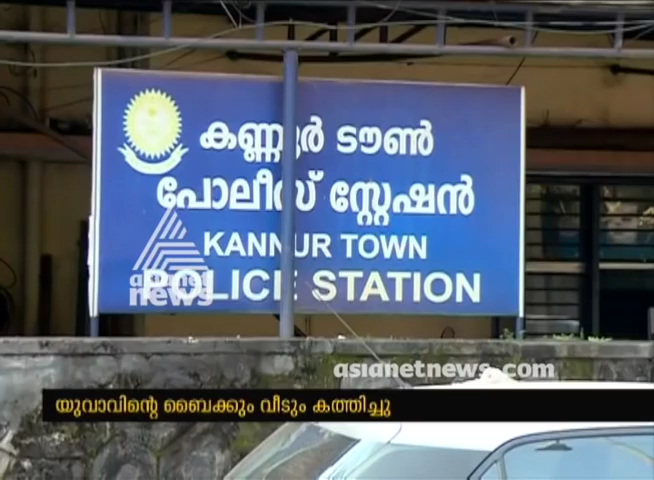 കണ്ണൂർ ടൗൺ
പോലീസ് സ്റ്റേഷൻ
KANNUR TOWN
POLICE STATION
asianet
news
asianetnews.com
യുവാവിന്റെ ബൈക്കും വീടും കത്തിച്ചു